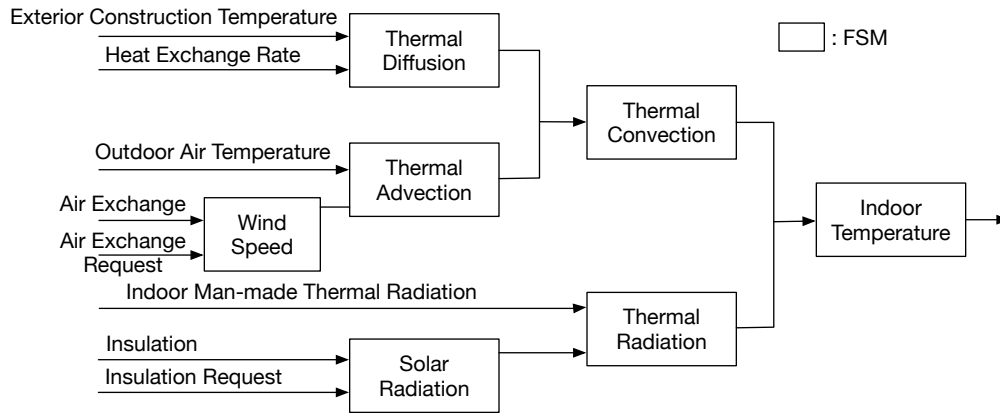 Exterior Construction Temperature
Heat Exchange Rate
Thermal
Diffusion
: FSM
Thermal
Convection
Outdoor Air Temperature
Thermal
Advection
Air Exchange
Air Exchange
Request
Wind
Speed
Indoor
Temperature
Indoor Man-made Thermal Radiation
Thermal
Radiation
Insulation
Insulation Request
Solar
Radiation